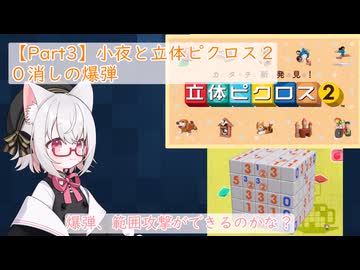 【Part3】小夜と立体ピクロス２
０消しの爆弾
カタチ新発見！
立体ピクロス2
爆弾、範囲攻撃ができるのかな？